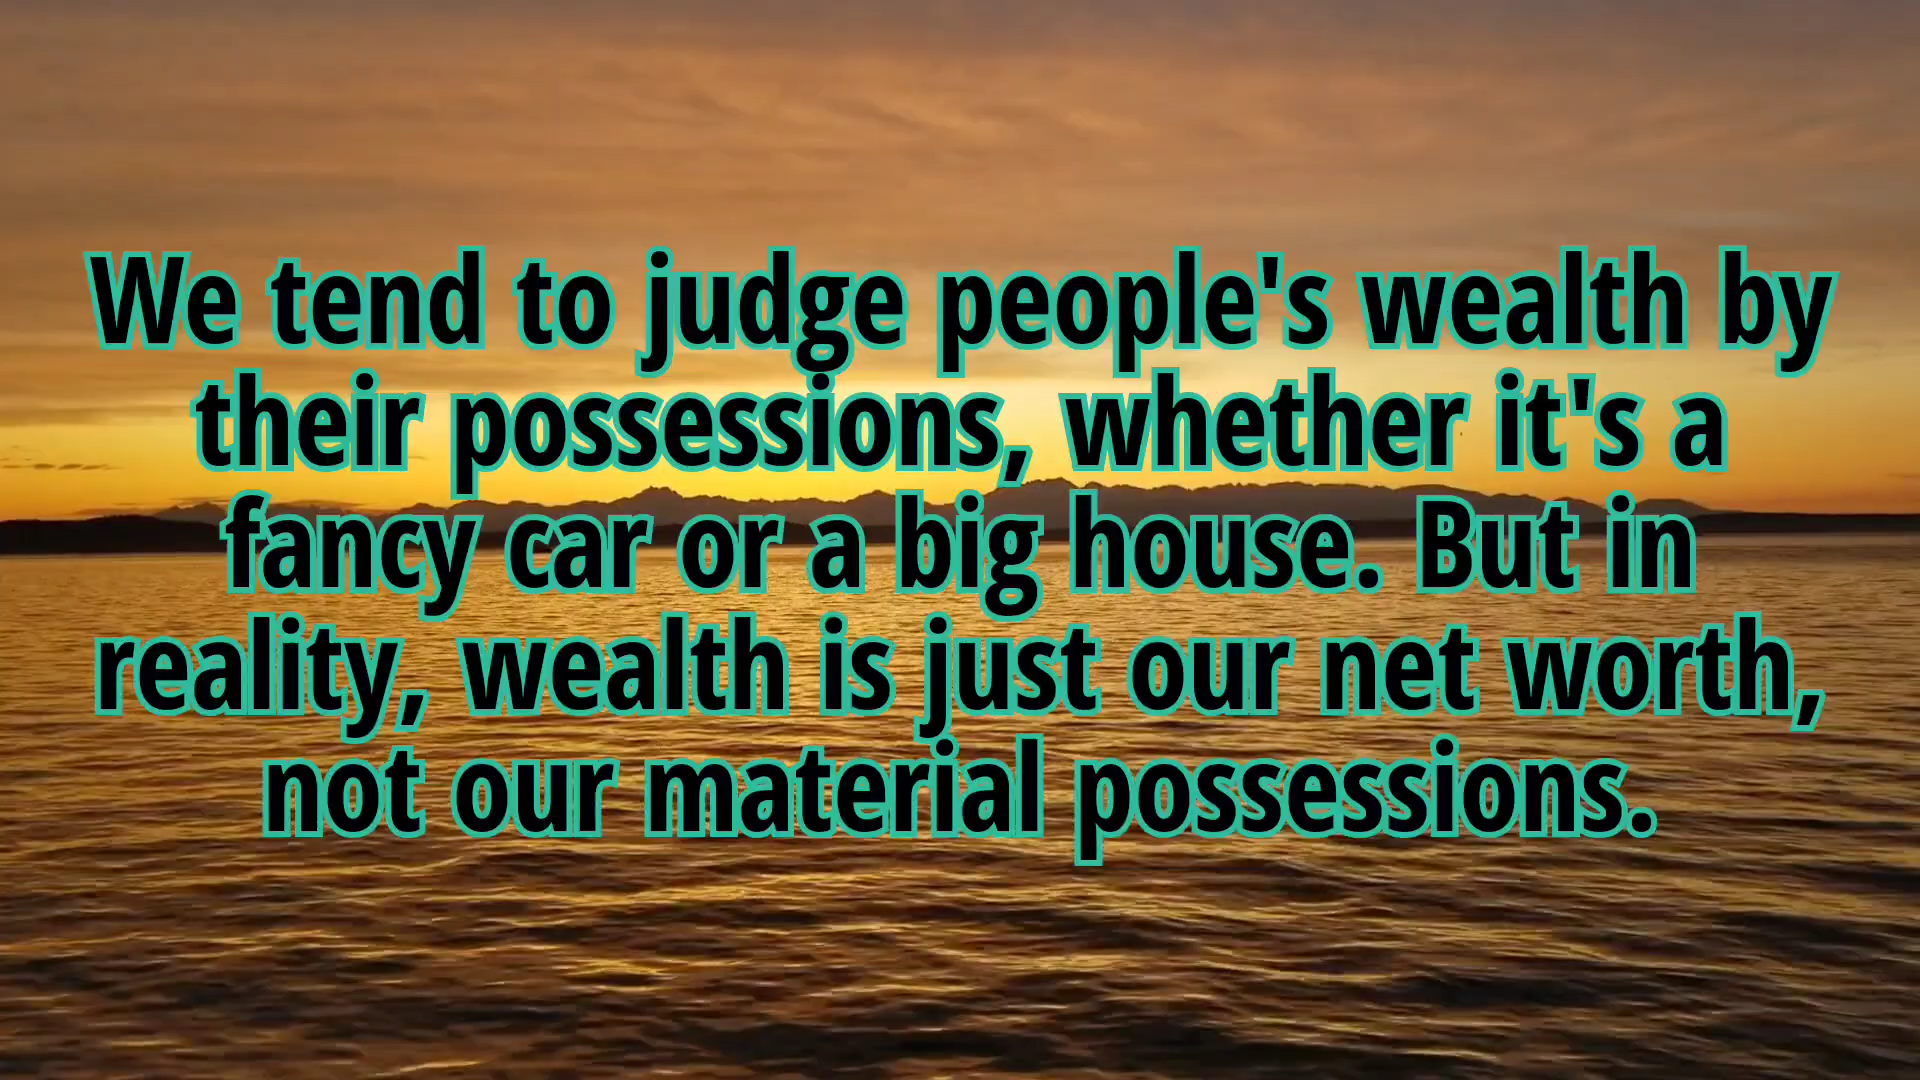 We tend to judge people's wealth by
their possessions, whether it's a
fancy car or a big house. But in
reality, wealth is just our net worth,
not our material possessions.